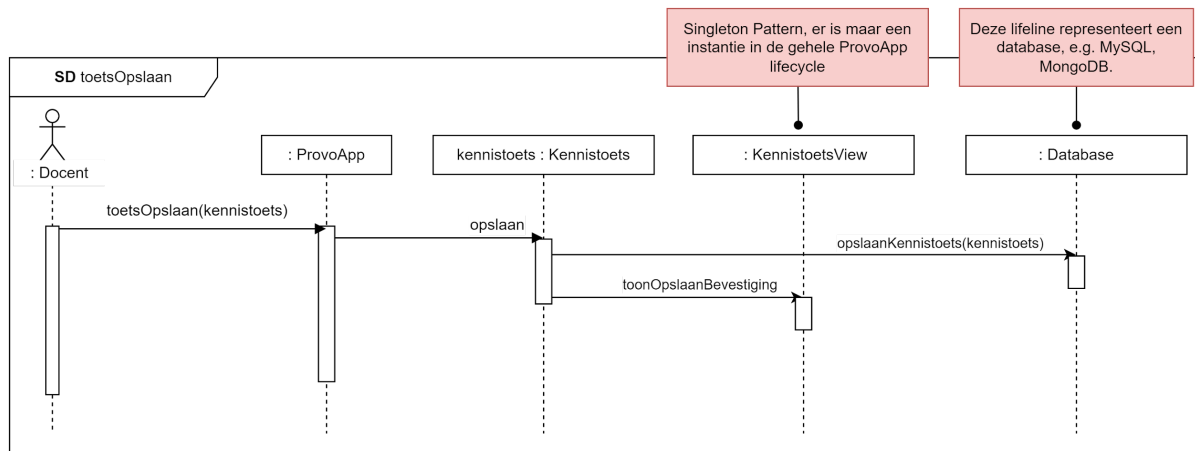 Singleton Pattern, er is maar een
instantie in de gehele ProvoApp
lifecycle
Deze lifeline representeert een
database, e.g. MySQL,
MongoDB.
SD toetsOpslaan
: Docent
: ProvoApp
kennistoets : Kennistoets
: KennistoetsView
: Database
toetsOpslaan(kennistoets)
opslaan
opslaanKennistoets(kennistoets)
toonOpslaanBevestiging